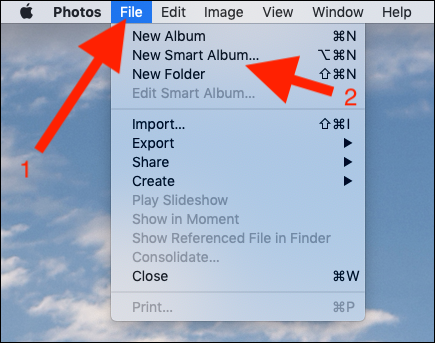 Photos File Edit Image View Window Help
New Album ⌘N
New Smart Album... ⌥⌘N
New Folder ⇧⌘N
Edit Smart Album...
Import... ⇧⌘I
Export ▶
Share ▶
Create ▶
Play Slideshow
Show in Moment
Show Referenced File in Finder
Consolidate...
Close ⌘W
Print... ⌘P
1
2